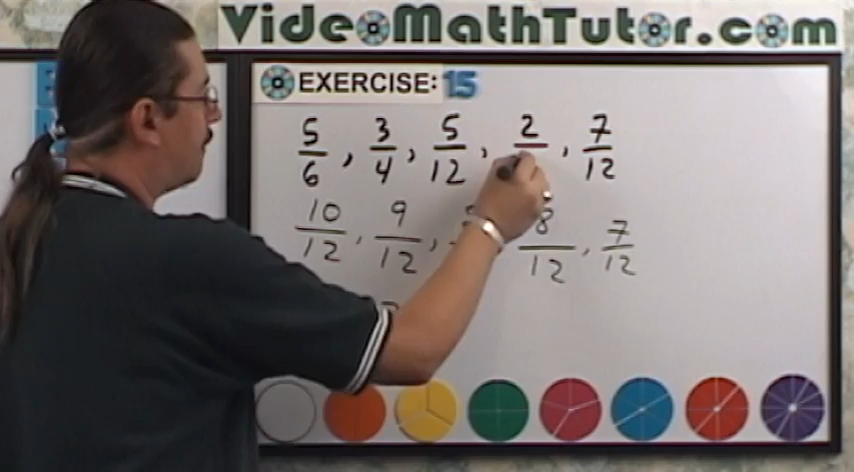 VideoMathTutor.com
EXERCISE: 15
5/6, 3/4, 5/12, 2/, 7/12
10/12, 9/12, 8/12, 7/12